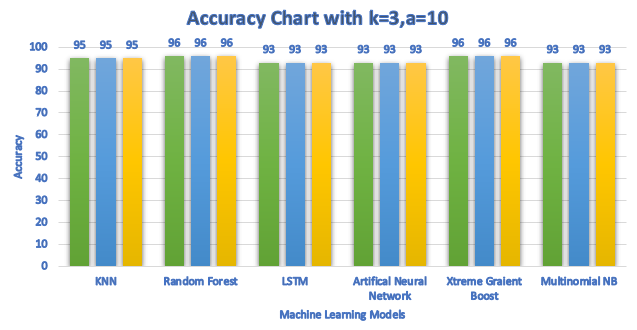 Accuracy Chart with k=3,a=10
95 95 95 96 96 96 93 93 93 93 93 93 96 96 96 93 93 93
100
90
80
70
60
50
40
30
20
10
0
Accuracy
KNN Random Forest LSTM Artifical Neural Xtreme Graient Multinomial NB
Network Boost
Machine Learning Models